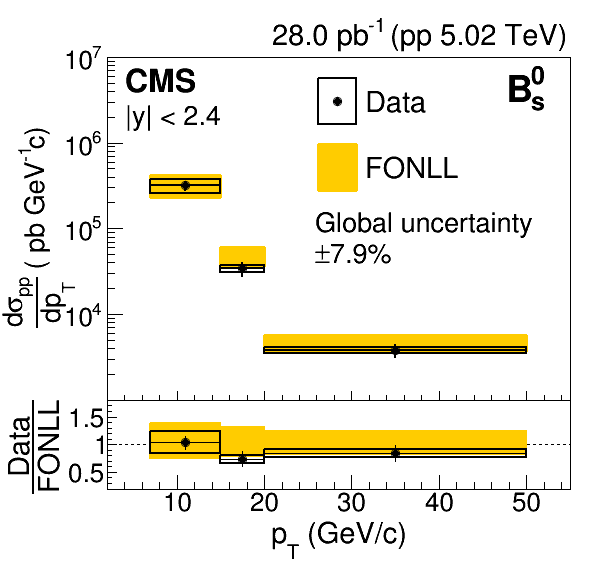 28.0 pb⁻¹ (pp 5.02 TeV)
10⁷
CMS
B⁰ₛ
|y| < 2.4
Data
10⁶
FONLL
10⁵
Global uncertainty
±7.9%
10⁴
dσpp
dpT
( pb GeV⁻¹c)
Data
FONLL
1.5
1
0.5
10 20 30 40 50
pT (GeV/c)